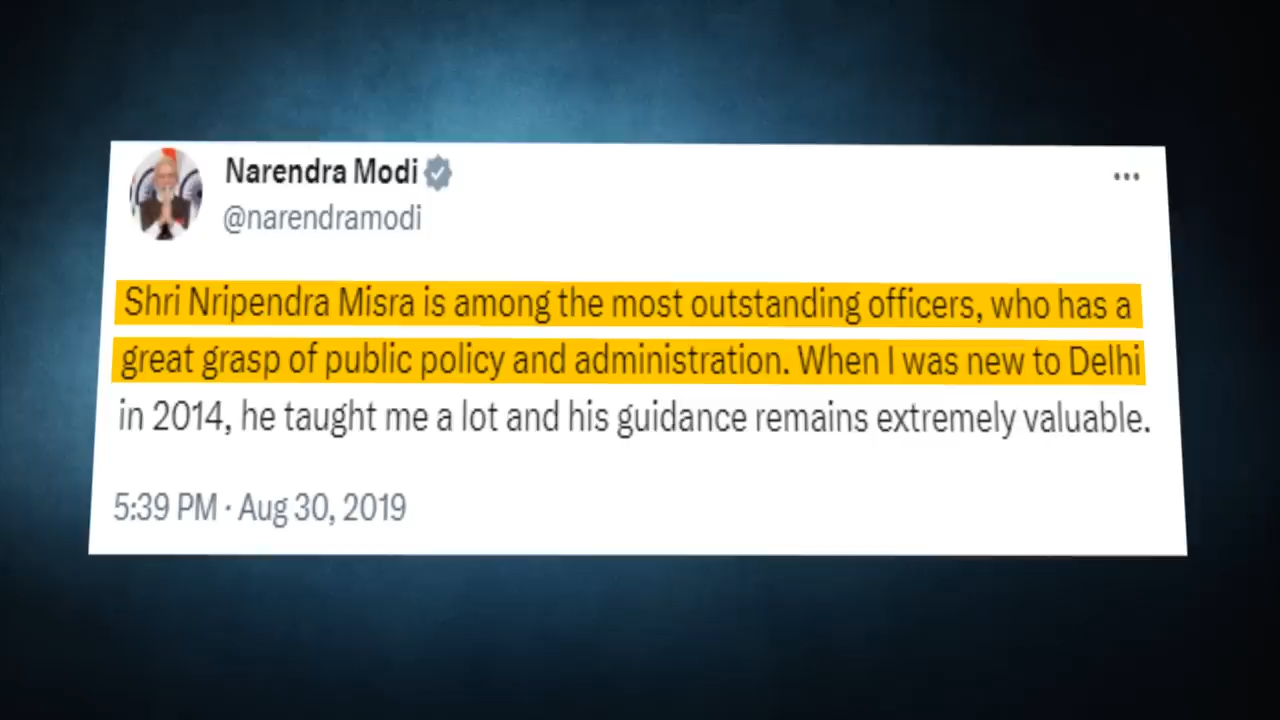 Narendra Modi
@narendramodi
Shri Nripendra Misra is among the most outstanding officers, who has a
great grasp of public policy and administration. When I was new to Delhi
in 2014, he taught me a lot and his guidance remains extremely valuable.
5:39 PM · Aug 30, 2019